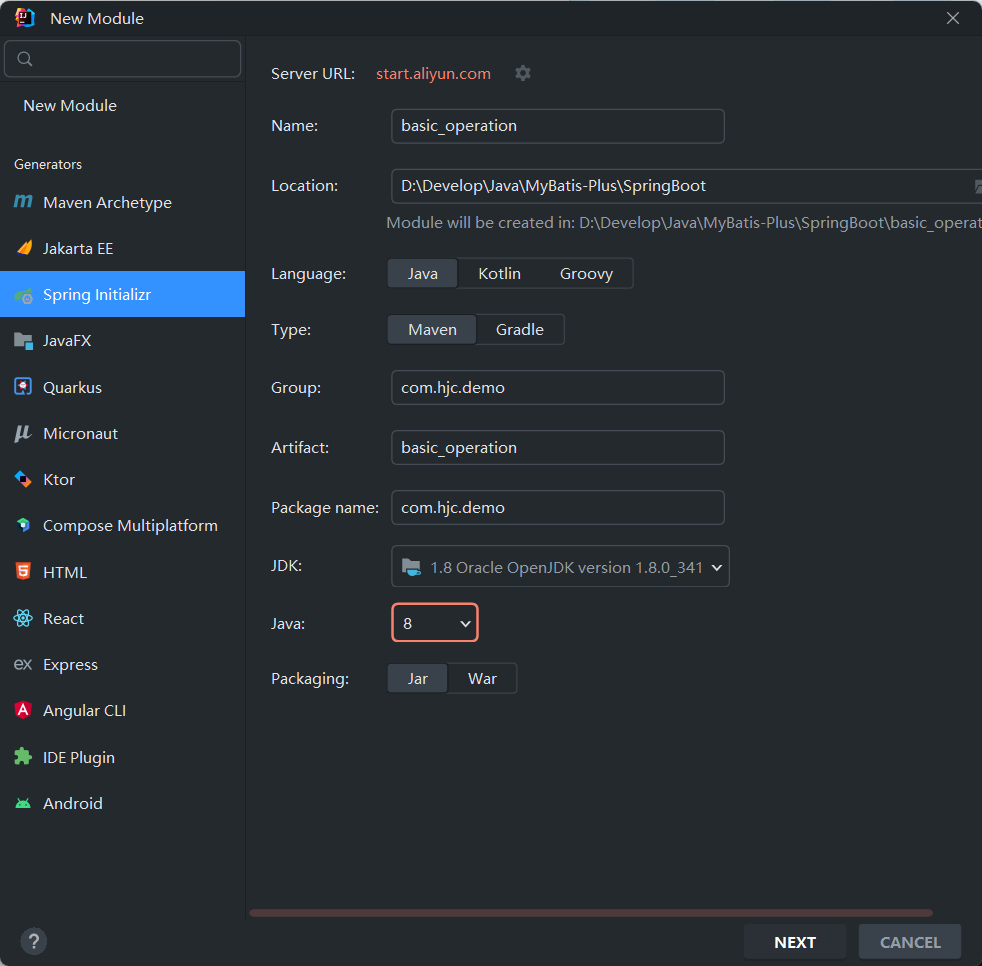 New Module
New Module
Generators
Maven Archetype
Jakarta EE
Spring Initializr
JavaFX
Quarkus
Micronaut
Ktor
Compose Multiplatform
HTML
React
ex Express
Angular CLI
IDE Plugin
Android
Server URL: start.aliyun.com
Name: basic_operation
Location: D:\Develop\Java\MyBatis-Plus\SpringBoot
Module will be created in: D:\Develop\Java\MyBatis-Plus\SpringBoot\basic_operat
Language: Java Kotlin Groovy
Type: Maven Gradle
Group: com.hjc.demo
Artifact: basic_operation
Package name: com.hjc.demo
JDK: 1.8 Oracle OpenJDK version 1.8.0_341
Java: 8
Packaging: Jar War
? NEXT CANCEL